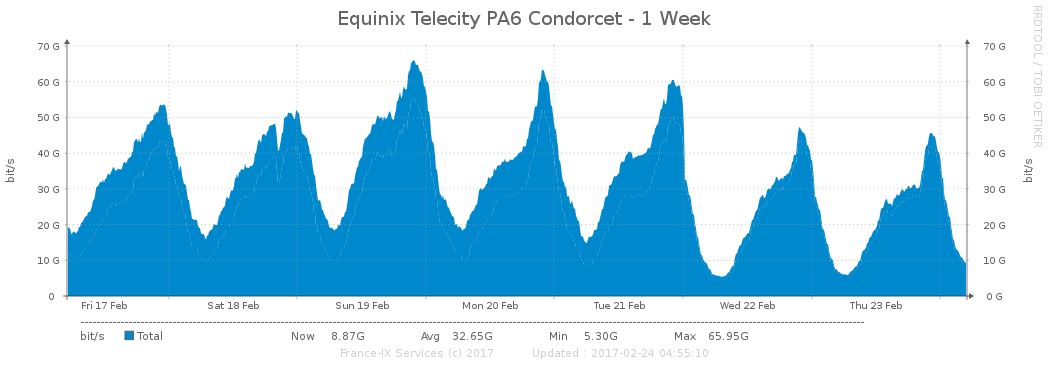 Equinix Telecity PA6 Condorcet - 1 Week
RRDTOOL / TOBI OETIKER
bit/s
bit/s
70 G 70 G
60 G 60 G
50 G 50 G
40 G 40 G
30 G 30 G
20 G 20 G
10 G 10 G
0 0 G
Fri 17 Feb Sat 18 Feb Sun 19 Feb Mon 20 Feb Tue 21 Feb Wed 22 Feb Thu 23 Feb
bit/s Total Now 8.87G Avg 32.65G Min 5.30G Max 65.95G
France-IX Services (c) 2017 Updated : 2017-02-24 04:55:10